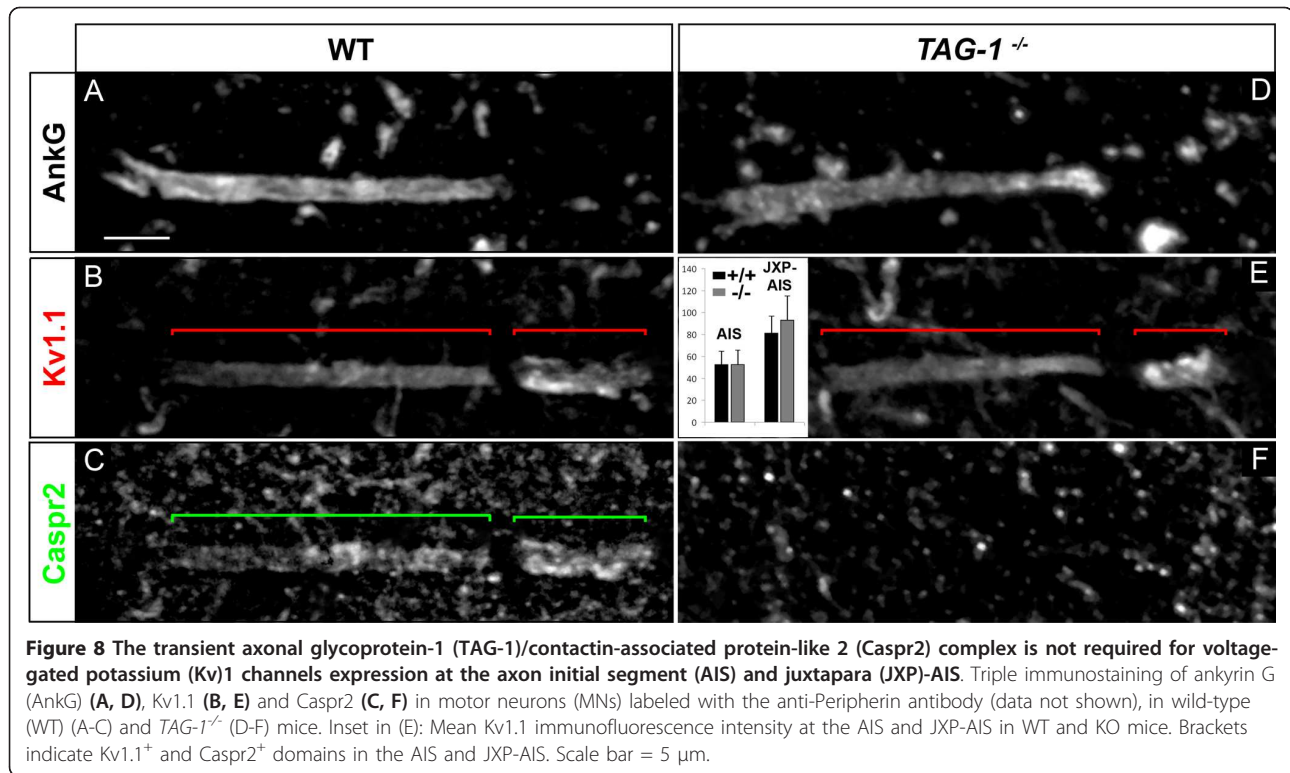 WT
TAG-1 -/-
AnkG
A
D
Kv1.1
B
E
140
120
100
80
60
40
20
0
+/+
-/-
JXP-
AIS
AIS
Caspr2
C
F
Figure 8 The transient axonal glycoprotein-1 (TAG-1)/contactin-associated protein-like 2 (Caspr2) complex is not required for voltage-
gated potassium (Kv)1 channels expression at the axon initial segment (AIS) and juxtapara (JXP)-AIS. Triple immunostaining of ankyrin G
(AnkG) (A, D), Kv1.1 (B, E) and Caspr2 (C, F) in motor neurons (MNs) labeled with the anti-Peripherin antibody (data not shown), in wild-type
(WT) (A-C) and TAG-1-/- (D-F) mice. Inset in (E): Mean Kv1.1 immunofluorescence intensity at the AIS and JXP-AIS in WT and KO mice. Brackets
indicate Kv1.1+ and Caspr2+ domains in the AIS and JXP-AIS. Scale bar = 5 μm.